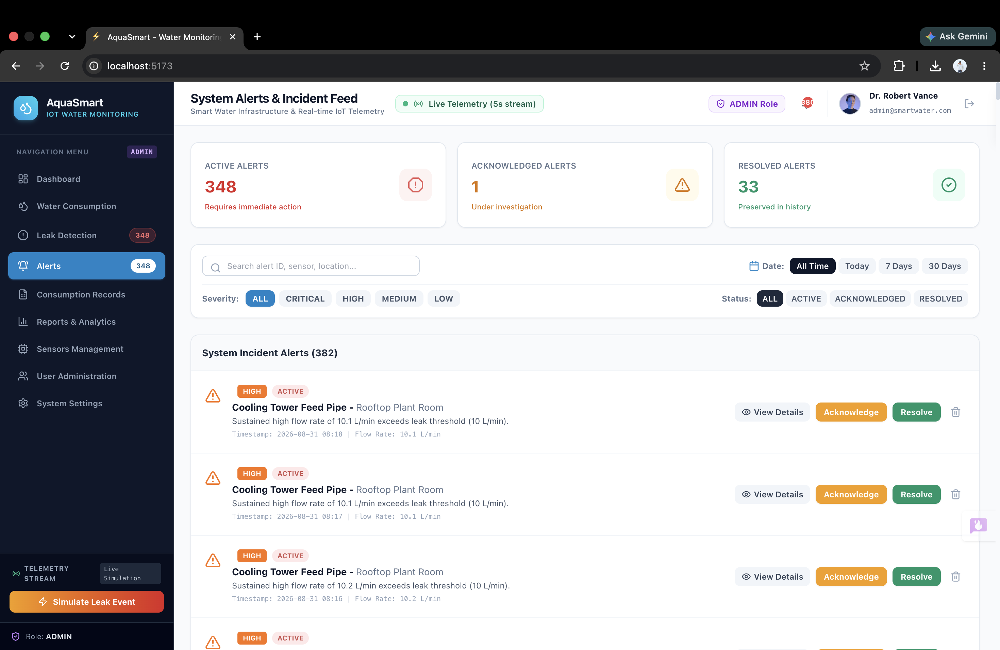 AquaSmart - Water Monitoring
Ask Gemini
localhost:5173
AquaSmart
IOT WATER MONITORING
NAVIGATION MENU
ADMIN
Dashboard
Water Consumption
Leak Detection
348
Alerts
348
Consumption Records
Reports & Analytics
Sensors Management
User Administration
System Settings
TELEMETRY
STREAM
Live
Simulation
Simulate Leak Event
Role: ADMIN
System Alerts & Incident Feed
Smart Water Infrastructure & Real-time IoT Telemetry
Live Telemetry (5s stream)
ADMIN Role
380
Dr. Robert Vance
admin@smartwater.com
ACTIVE ALERTS
348
Requires immediate action
ACKNOWLEDGED ALERTS
1
Under investigation
RESOLVED ALERTS
33
Preserved in history
Search alert ID, sensor, location...
Date: All Time Today 7 Days 30 Days
Severity: ALL CRITICAL HIGH MEDIUM LOW
Status: ALL ACTIVE ACKNOWLEDGED RESOLVED
System Incident Alerts (382)
HIGH ACTIVE
Cooling Tower Feed Pipe - Rooftop Plant Room
Sustained high flow rate of 10.1 L/min exceeds leak threshold (10 L/min).
Timestamp: 2026-08-31 08:18 | Flow Rate: 10.1 L/min
View Details Acknowledge Resolve
HIGH ACTIVE
Cooling Tower Feed Pipe - Rooftop Plant Room
Sustained high flow rate of 10.1 L/min exceeds leak threshold (10 L/min).
Timestamp: 2026-08-31 08:17 | Flow Rate: 10.1 L/min
View Details Acknowledge Resolve
HIGH ACTIVE
Cooling Tower Feed Pipe - Rooftop Plant Room
Sustained high flow rate of 10.2 L/min exceeds leak threshold (10 L/min).
Timestamp: 2026-08-31 08:16 | Flow Rate: 10.2 L/min
View Details Acknowledge Resolve
HIGH ACTIVE